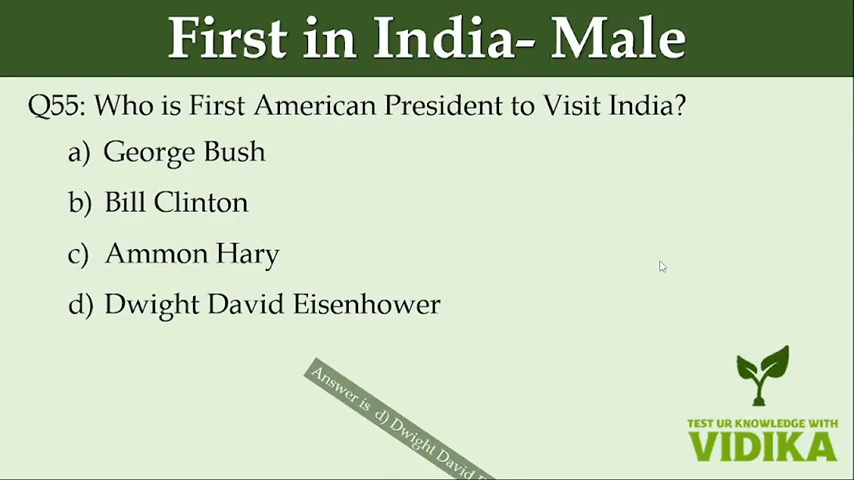 First in India- Male
Q55: Who is First American President to Visit India?
a) George Bush
b) Bill Clinton
c) Ammon Hary
d) Dwight David Eisenhower
Answer is d) Dwight David
TEST UR KNOWLEDGE WITH
VIDIKA